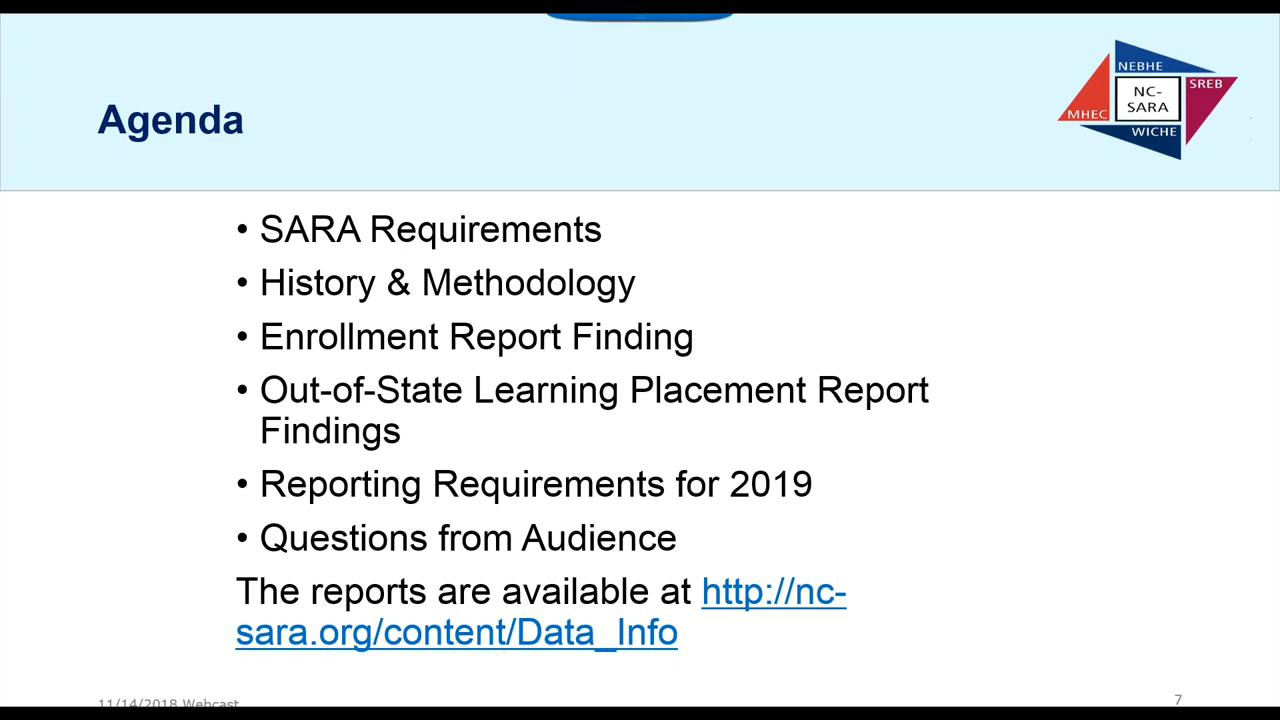 Agenda
NEBHE
NC-
SARA
SREB
MHEC
WICHE
• SARA Requirements
• History & Methodology
• Enrollment Report Finding
• Out-of-State Learning Placement Report
Findings
• Reporting Requirements for 2019
• Questions from Audience
The reports are available at http://nc-
sara.org/content/Data_Info
11/14/2018 Webcast
7